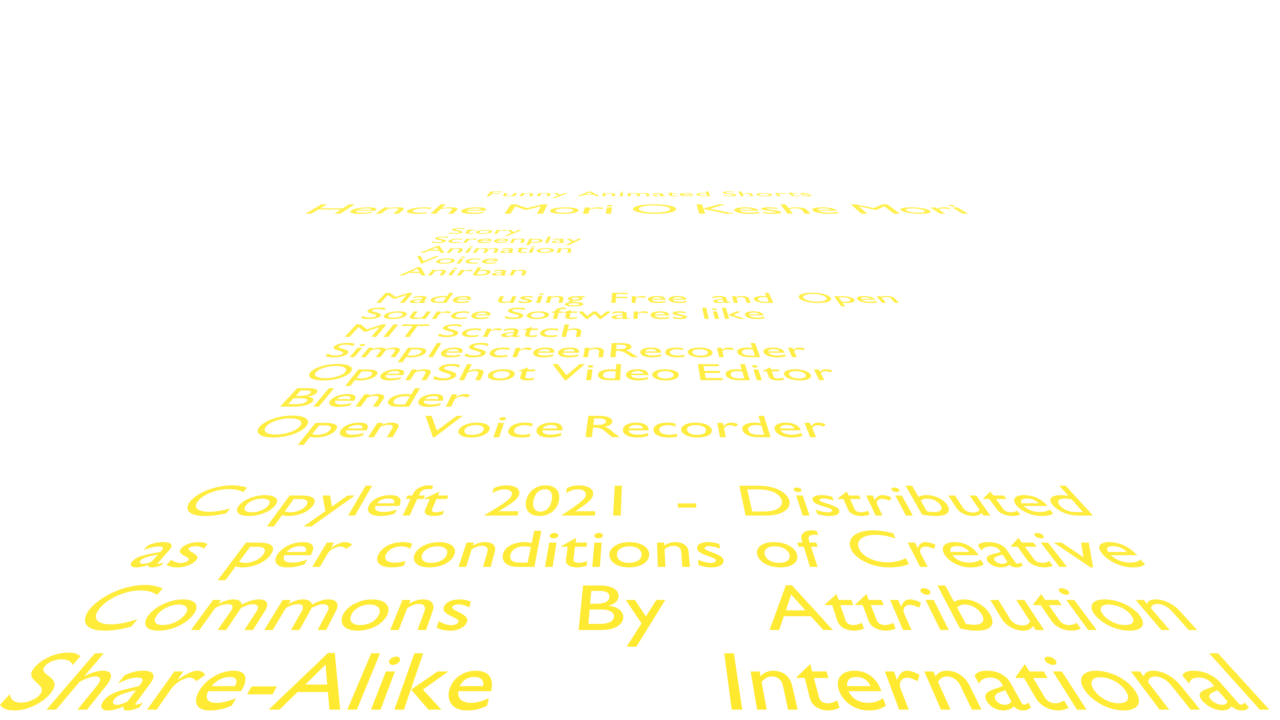 Funny Animated Shorts
Henche Mori O Keshe Mori
Story
Screenplay
Animation
Voice
Anirban
Made using Free and Open
Source Softwares like
MIT Scratch
SimpleScreenRecorder
OpenShot Video Editor
Blender
Open Voice Recorder
Copyleft 2021 - Distributed
as per conditions of Creative
Commons By Attribution
Share-Alike International